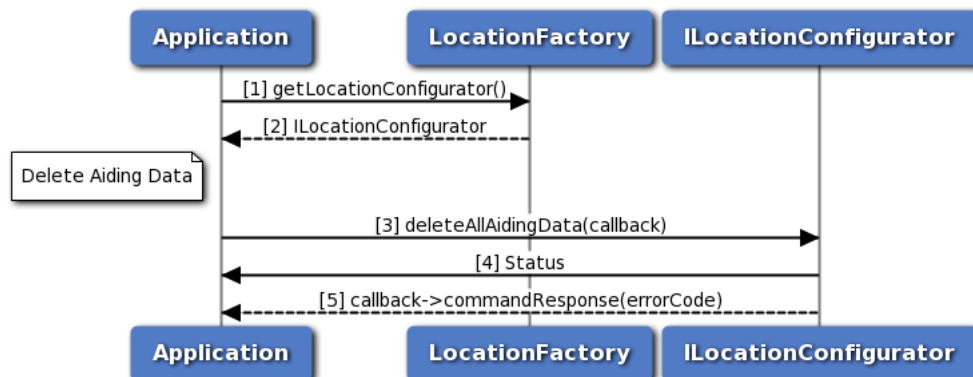 Application
LocationFactory
ILocationConfigurator
[1] getLocationConfigurator()
[2] ILocationConfigurator
Delete Aiding Data
[3] deleteAllAidingData(callback)
[4] Status
[5] callback->commandResponse(errorCode)
Application
LocationFactory
ILocationConfigurator